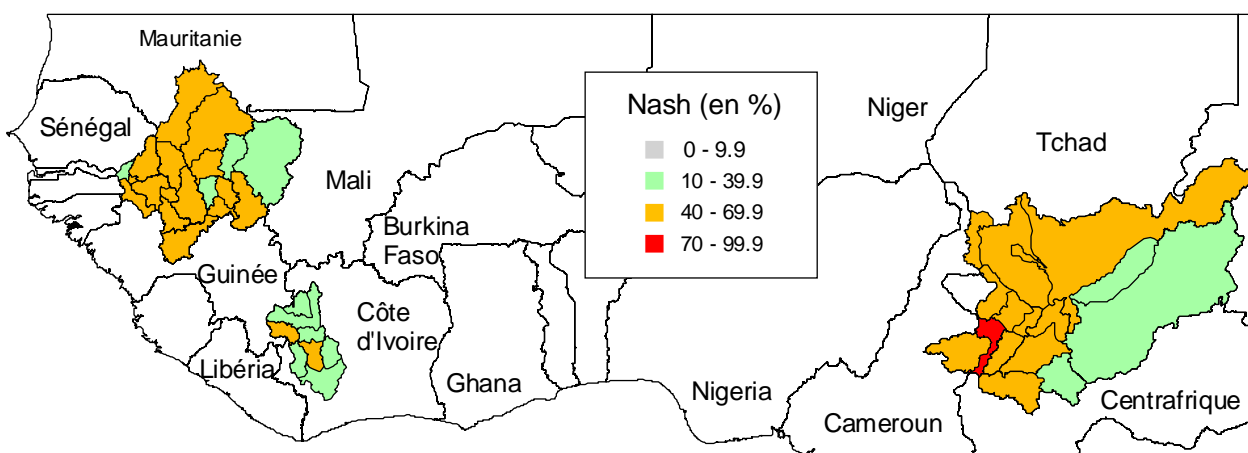 Mauritanie
Sénégal
Mali
Burkina
Faso
Guinée
Côte
d'Ivoire
Libéria
Ghana
Nash (en %)
0 - 9.9
10 - 39.9
40 - 69.9
70 - 99.9
Niger
Tchad
Nigeria
Cameroun
Centrafrique